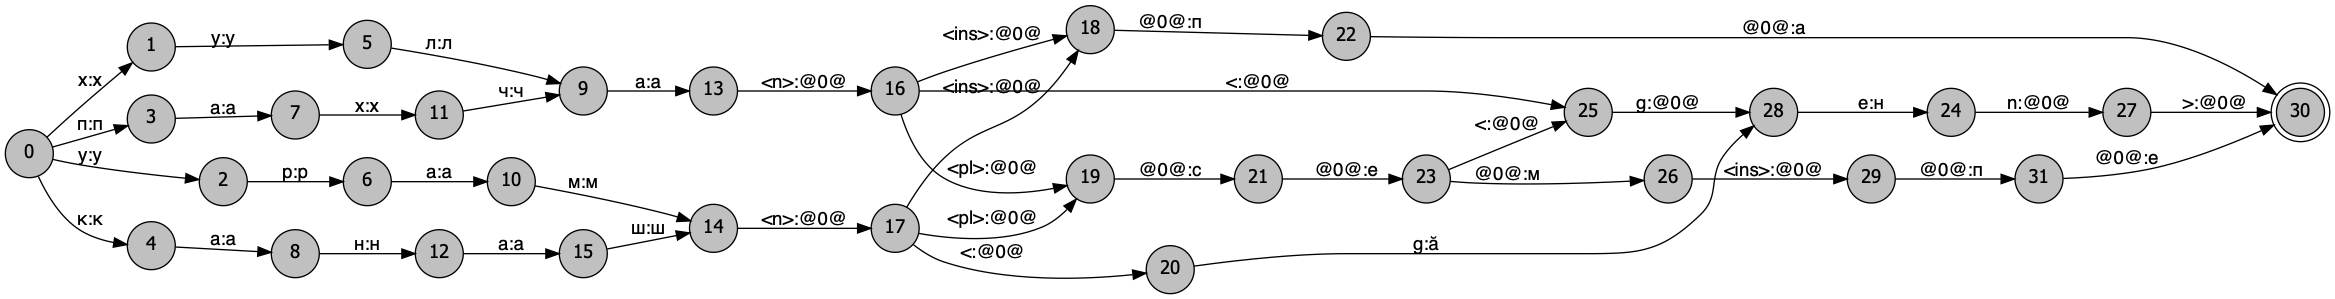 0
1
2
3
4
5
6
7
8
9
10
11
12
13
14
15
16
17
18
19
20
21
22
23
24
25
26
27
28
29
30
31
х:х
п:п
у:у
к:к
у:у
а:а
р:р
а:а
л:л
х:х
а:а
н:н
ч:ч
м:м
а:а
ш:ш
а:а
<n>:@0@
<n>:@0@
<ins>:@0@
<ins>:@0@
<:@0@
<pl>:@0@
<pl>:@0@
<:@0@
@0@:п
@0@:а
@0@:с
@0@:е
<:@0@
@0@:м
g:@0@
g:ӑ
e:н
n:@0@
>:@0@
<ins>:@0@
@0@:п
@0@:е